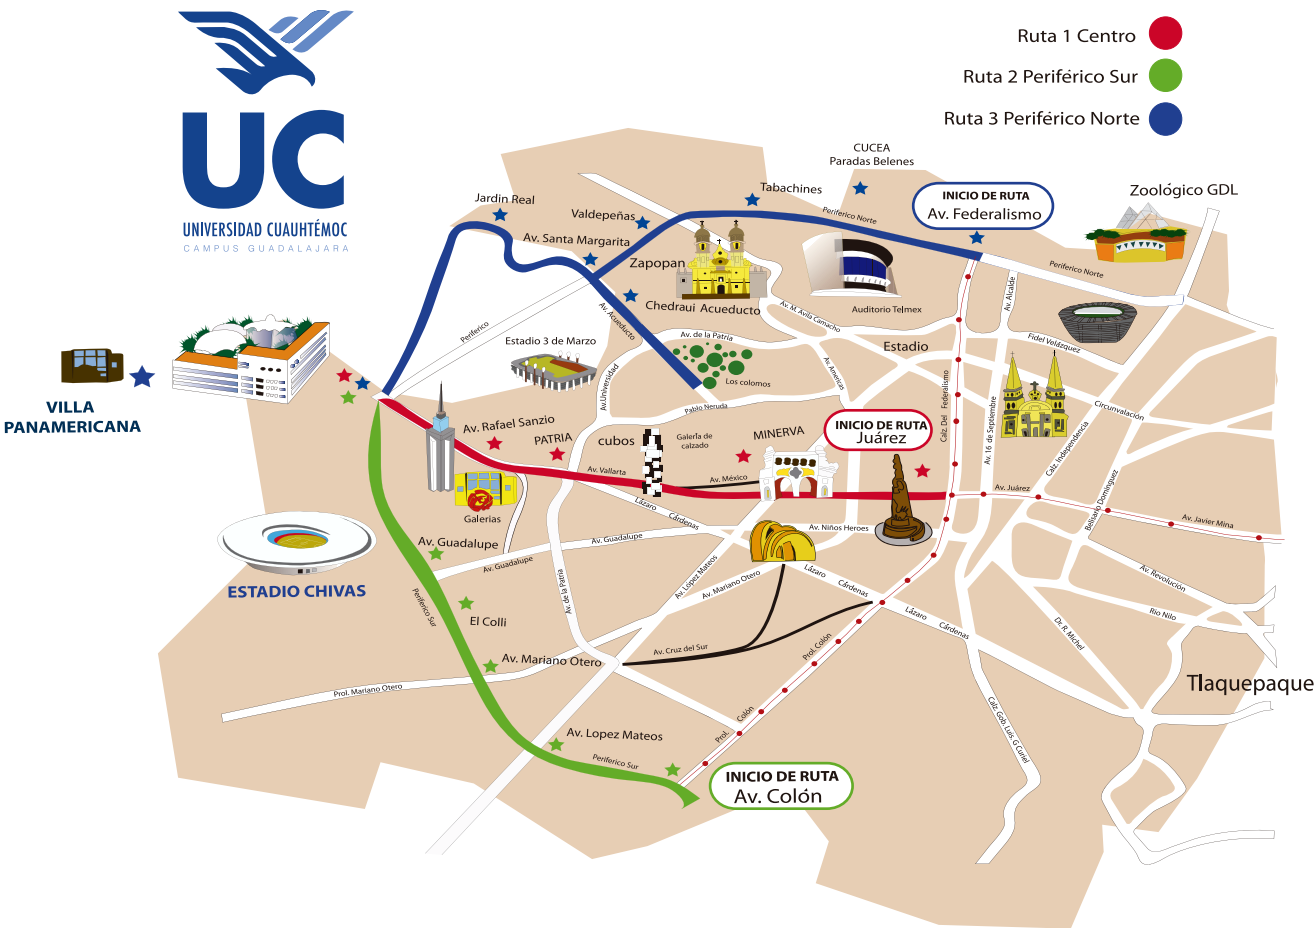 UC
UNIVERSIDAD CUAUHTÉMOC
CAMPUS GUADALAJARA
Ruta 1 Centro
Ruta 2 Periférico Sur
Ruta 3 Periférico Norte
CUCEA
Paradas Belenes
Tabachines
Jardin Real
Valdepeñas
Periferico Norte
INICIO DE RUTA
Av. Federalismo
Zoológico GDL
Av. Santa Margarita
Zapopan
Periferico Norte
Av. Alcalde
Chedraui Acueducto
Av. M. Avila Camacho
Auditorio Telmex
Periferico
Av. Acueducto
Estadio 3 de Marzo
Av. de la Patria
Estadio
Fidel Velázquez
Av. Americas
Los colomos
VILLA
PANAMERICANA
Av.Universidad
Pablo Neruda
Calz. Del Federalismo
Circunvalación
Av. Rafael Sanzio
PATRIA
cubos
Galería de
calzado
MINERVA
INICIO DE RUTA
Juárez
Av. 16 de Septiembre
Calz. Independencia
Av. Vallarta
Av. México
Av. Juárez
Belisario Dominguez
Av. Javier Mina
Galerias
Lázaro Cárdenas
Av. Niños Heroes
Av. Guadalupe
Av. Guadalupe
Av. Guadalupe
ESTADIO CHIVAS
Periferico Sur
Av. de la Patria
Av. Lopez Mateos
Av. Mariano Otero
Lázaro Cárdenas
Lázaro Cárdenas
Av. Revolución
Rio Nilo
El Colli
Dr. R. Michel
Av. Cruz del Sur
Prol. Colón
Av. Mariano Otero
Prol. Mariano Otero
Tlaquepaque
Calz. Gob. Luis. G Curiel
Prol. Colón
Av. Lopez Mateos
Periferico Sur
INICIO DE RUTA
Av. Colón